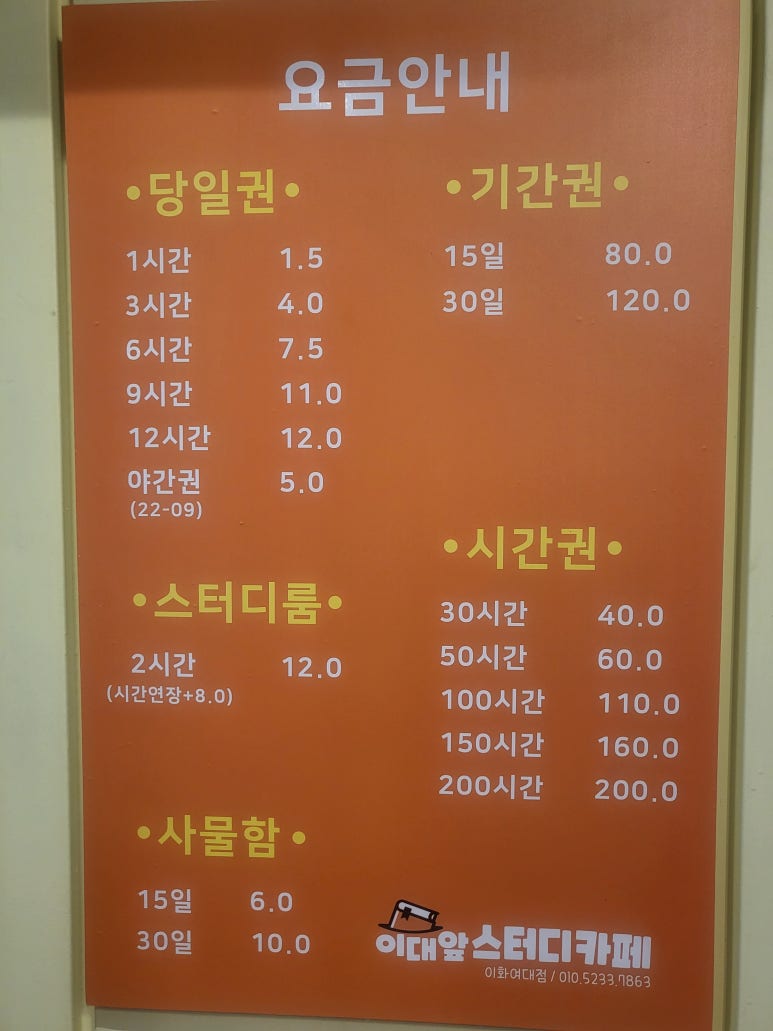 요금안내
•당일권•
1시간 1.5
3시간 4.0
6시간 7.5
9시간 11.0
12시간 12.0
야간권 5.0
(22-09)
•스터디룸•
2시간 12.0
(시간연장+8.0)
•사물함•
15일 6.0
30일 10.0
•기간권•
15일 80.0
30일 120.0
•시간권•
30시간 40.0
50시간 60.0
100시간 110.0
150시간 160.0
200시간 200.0
이대앞 스터디카페
이화여대점 / 010.5233.7863